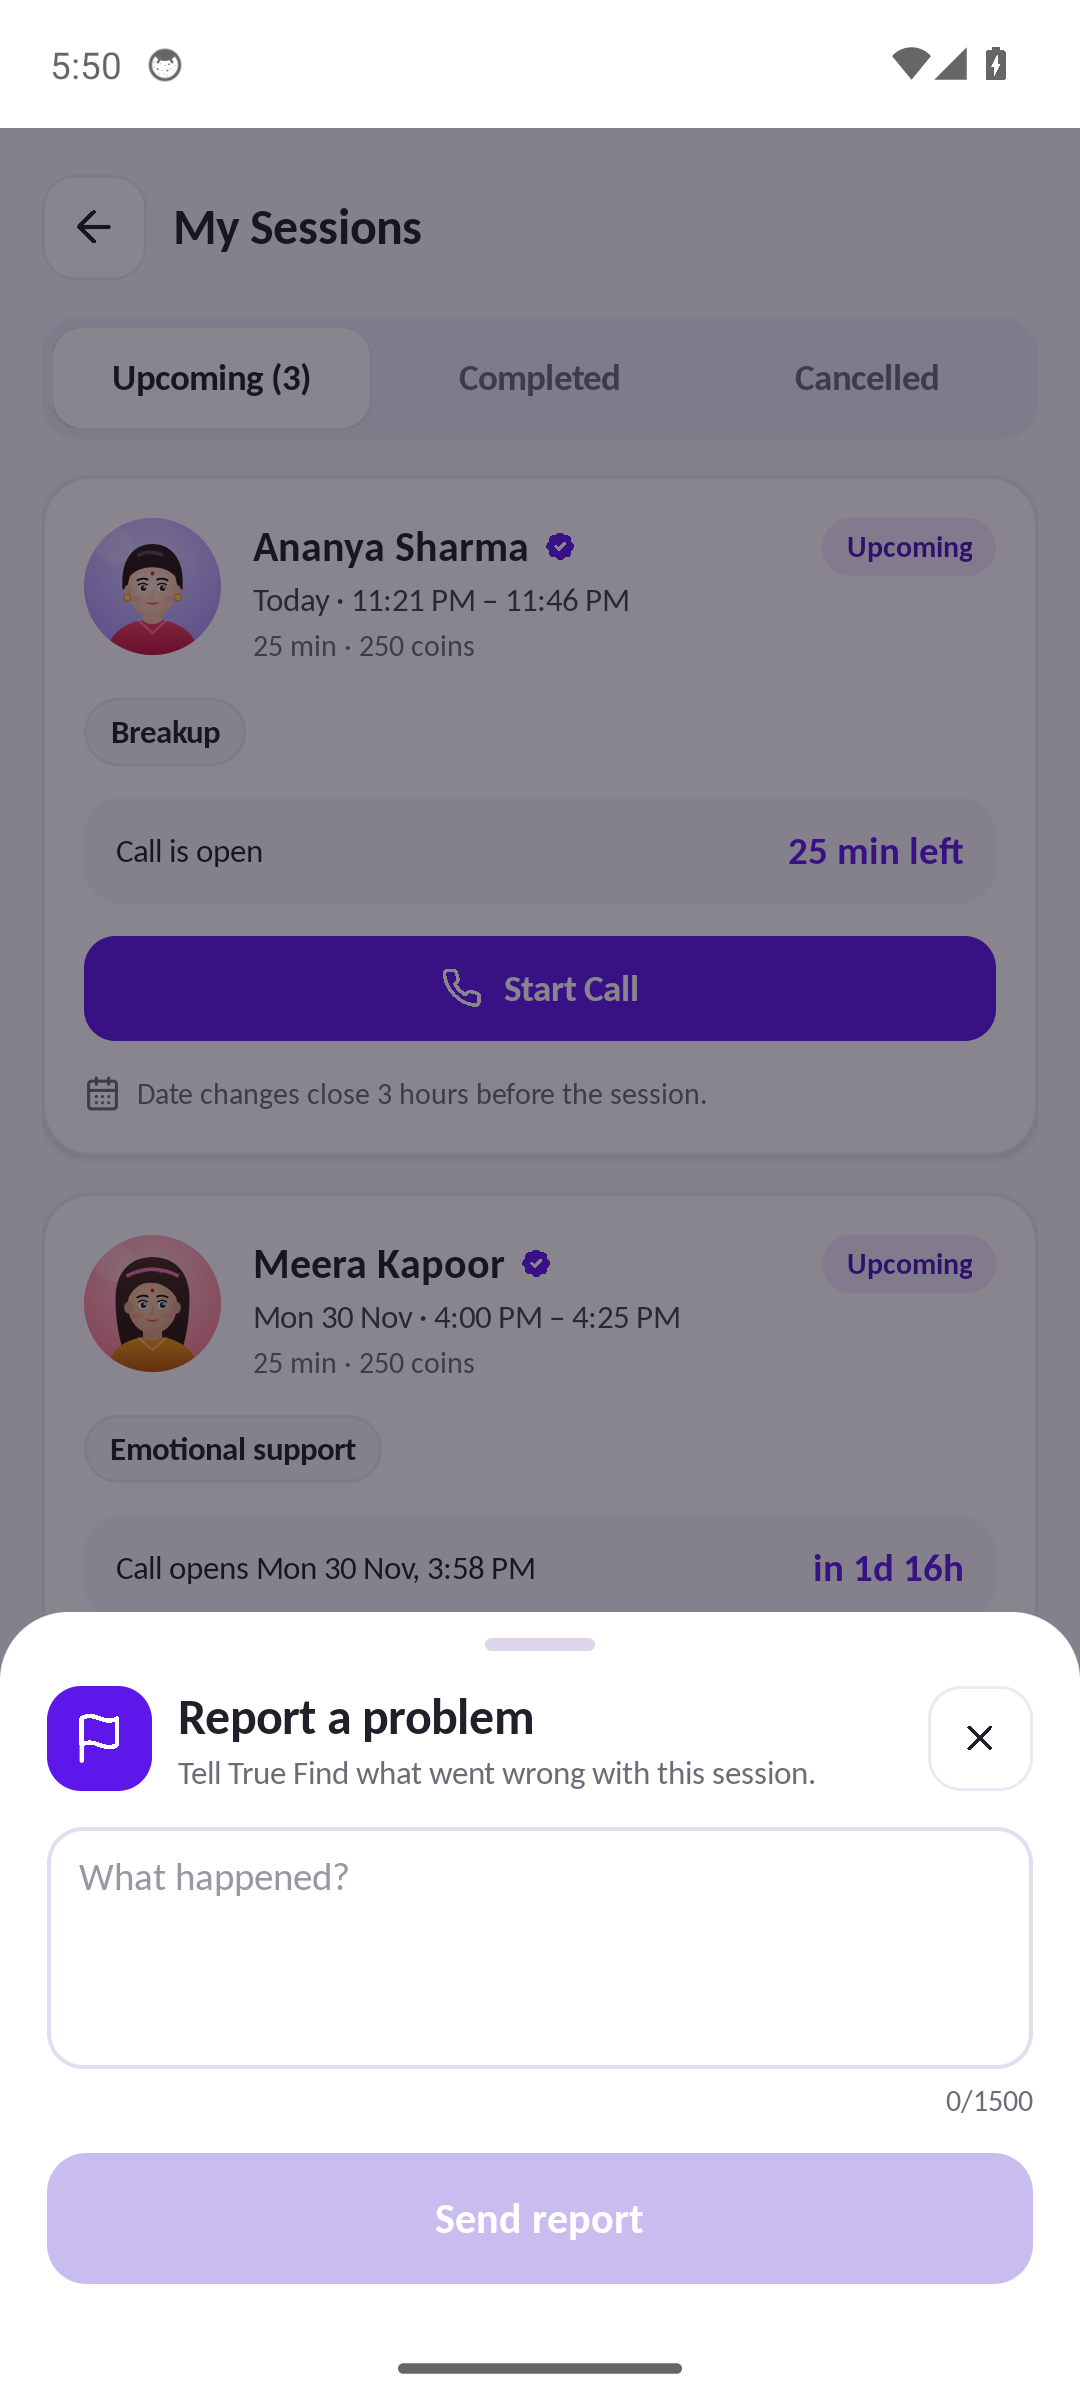 5:50
My Sessions
Upcoming (3)
Completed
Cancelled
Ananya Sharma
Upcoming
Today · 11:21 PM – 11:46 PM
25 min · 250 coins
Breakup
Call is open
25 min left
Start Call
Date changes close 3 hours before the session.
Meera Kapoor
Upcoming
Mon 30 Nov · 4:00 PM – 4:25 PM
25 min · 250 coins
Emotional support
Call opens Mon 30 Nov, 3:58 PM
in 1d 16h
Report a problem
Tell True Find what went wrong with this session.
What happened?
0/1500
Send report